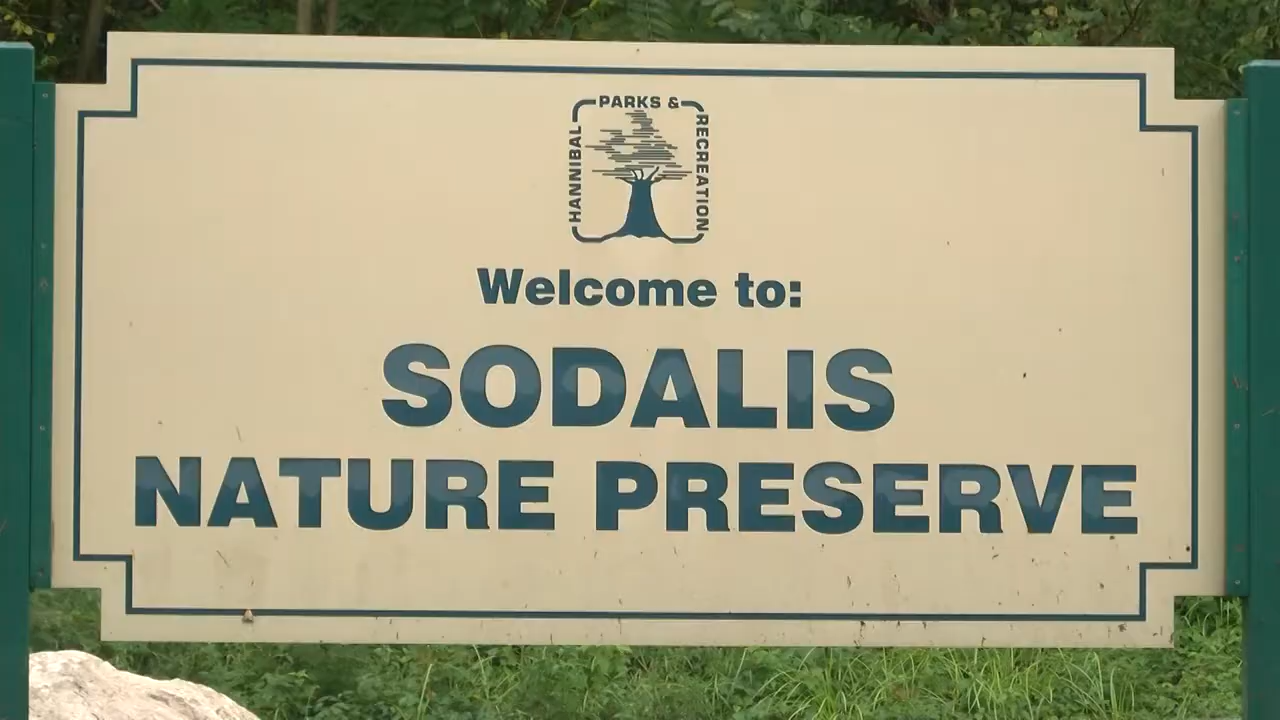 HANNIBAL
PARKS &
RECREATION
Welcome to:
SODALIS
NATURE PRESERVE